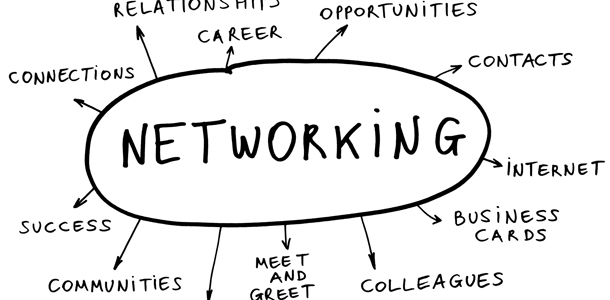 RELATIONSHIPS
OPPORTUNITIES
CAREER
CONTACTS
CONNECTIONS
NETWORKING
INTERNET
SUCCESS
BUSINESS
CARDS
MEET
AND
GREET
COMMUNITIES
COLLEAGUES